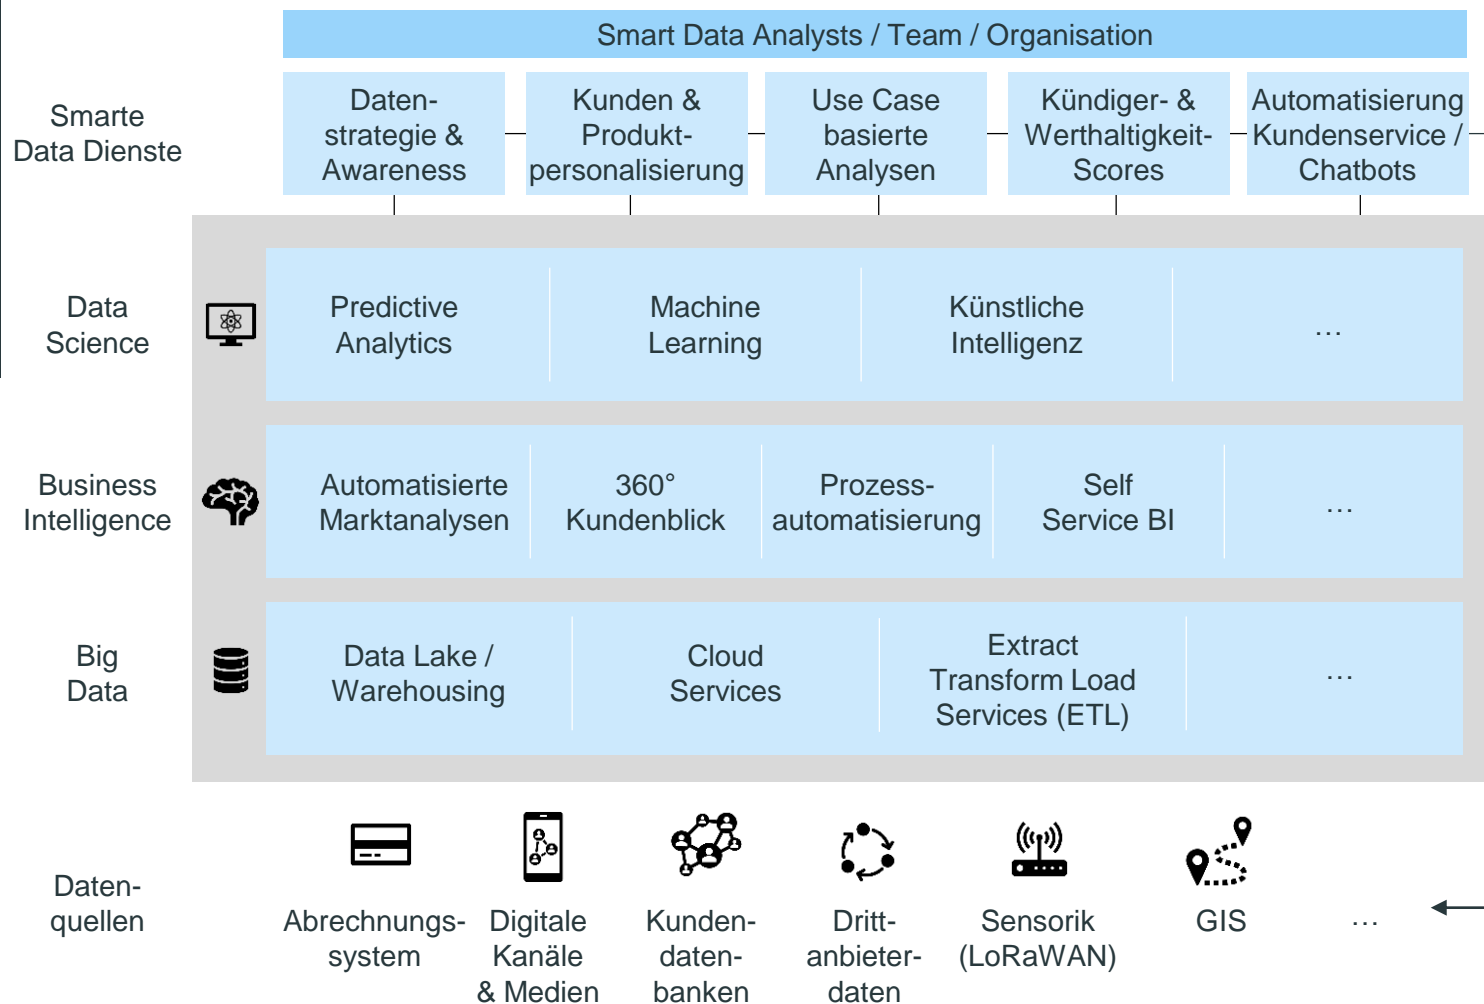 Smart Data Analysts / Team / Organisation
Smarte
Data Dienste
Daten-
strategie &
Awareness
Kunden &
Produkt-
personalisierung
Use Case
basierte
Analysen
Kündiger- &
Werthaltigkeit-
Scores
Automatisierung
Kundenservice /
Chatbots
Data
Science
Predictive
Analytics
Machine
Learning
Künstliche
Intelligenz
...
Business
Intelligence
Automatisierte
Marktanalysen
360°
Kundenblick
Prozess-
automatisierung
Self
Service BI
...
Big
Data
Data Lake /
Warehousing
Cloud
Services
Extract
Transform Load
Services (ETL)
...
Daten-
quellen
Abrechnungs-
system
Digitale
Kanäle
& Medien
Kunden-
daten-
banken
Dritt-
anbieter-
daten
Sensorik
(LoRaWAN)
GIS
...